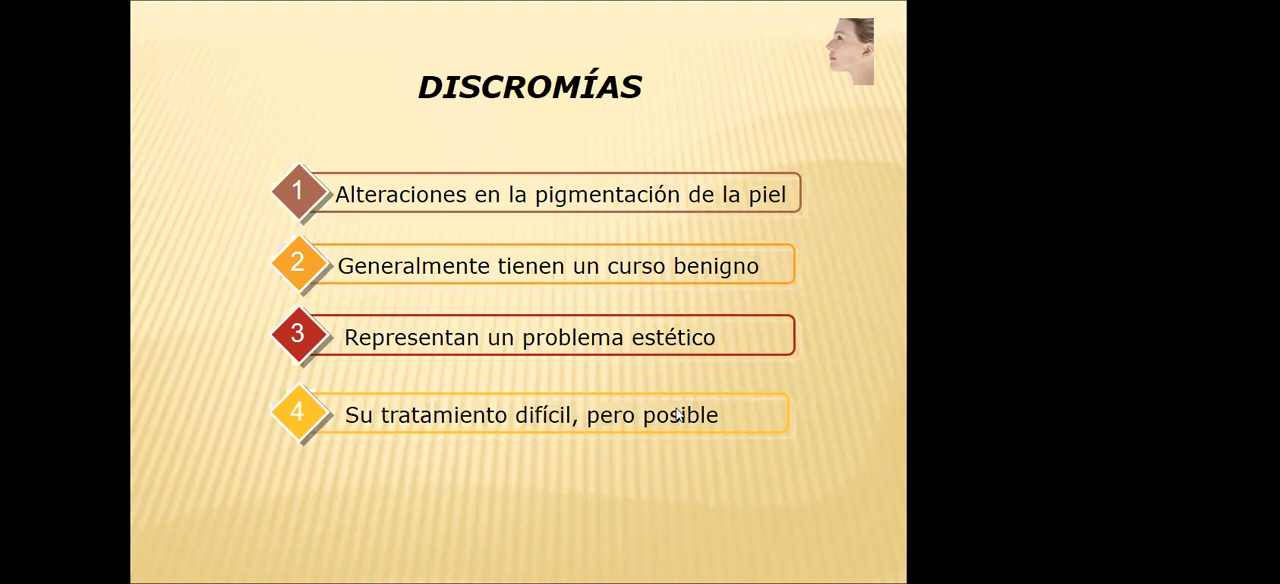 DISCROMÍAS
1 Alteraciones en la pigmentación de la piel
2 Generalmente tienen un curso benigno
3 Representan un problema estético
4 Su tratamiento difícil, pero posible